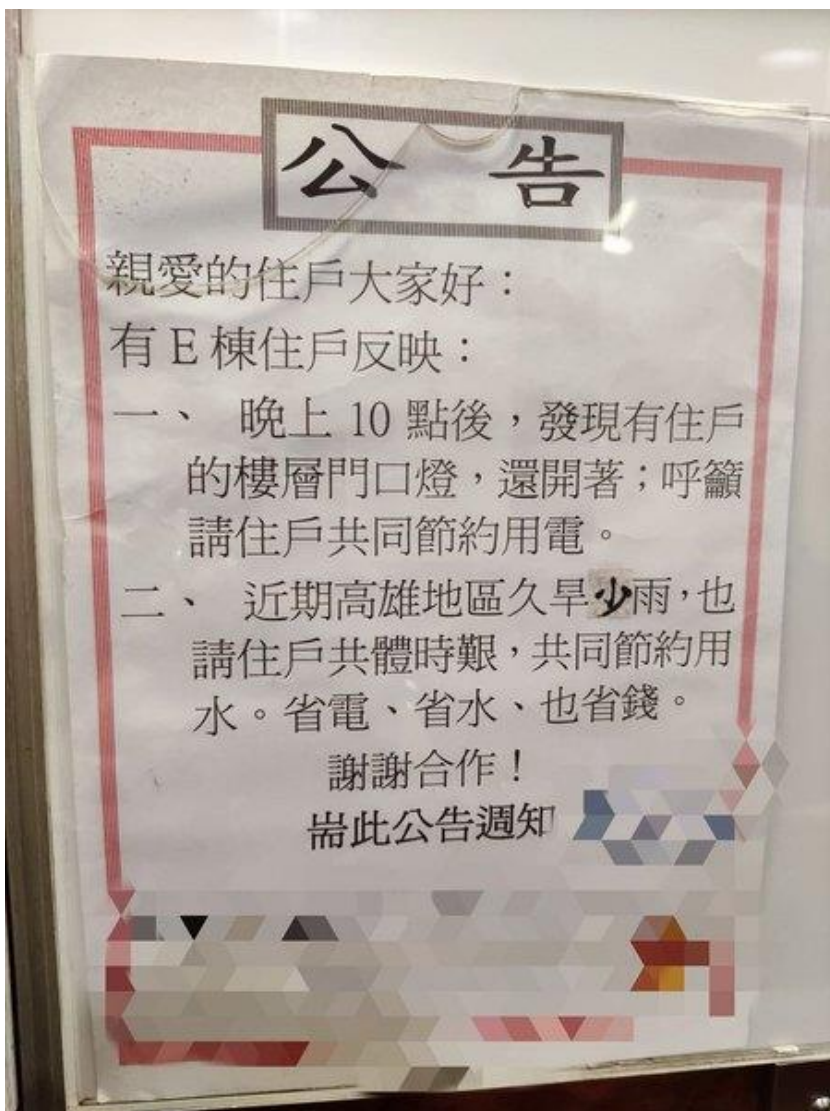 公告
親愛的住戶大家好：
有E棟住戶反映：
一、 晚上 10 點後，發現有住戶
的樓層門口燈，還開著；呼籲
請住戶共同節約用電。
二、 近期高雄地區久旱少雨，也
請住戶共體時艱，共同節約用
水。省電、省水、也省錢。
謝謝合作！
耑此公告週知